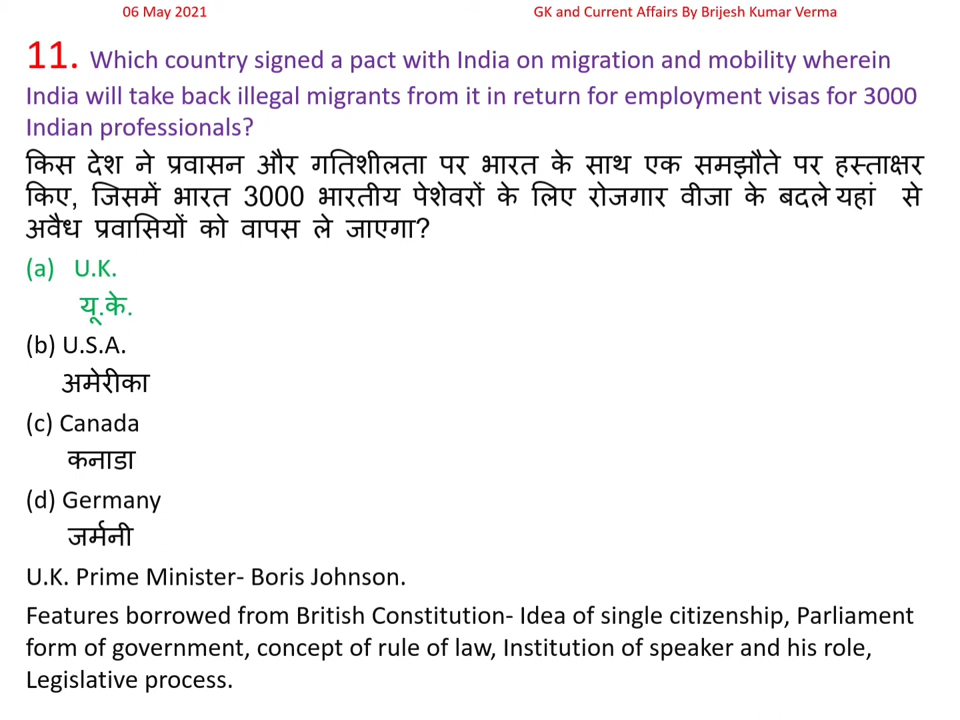 06 May 2021 GK and Current Affairs By Brijesh Kumar Verma
11. Which country signed a pact with India on migration and mobility wherein
India will take back illegal migrants from it in return for employment visas for 3000
Indian professionals?
किस देश ने प्रवासन और गतिशीलता पर भारत के साथ एक समझौते पर हस्ताक्षर
किए, जिसमें भारत 3000 भारतीय पेशेवरों के लिए रोजगार वीजा के बदले यहां से
अवैध प्रवासियों को वापस ले जाएगा?
(a) U.K.
यू.के.
(b) U.S.A.
अमेरीका
(c) Canada
कनाडा
(d) Germany
जर्मनी
U.K. Prime Minister- Boris Johnson.
Features borrowed from British Constitution- Idea of single citizenship, Parliament
form of government, concept of rule of law, Institution of speaker and his role,
Legislative process.